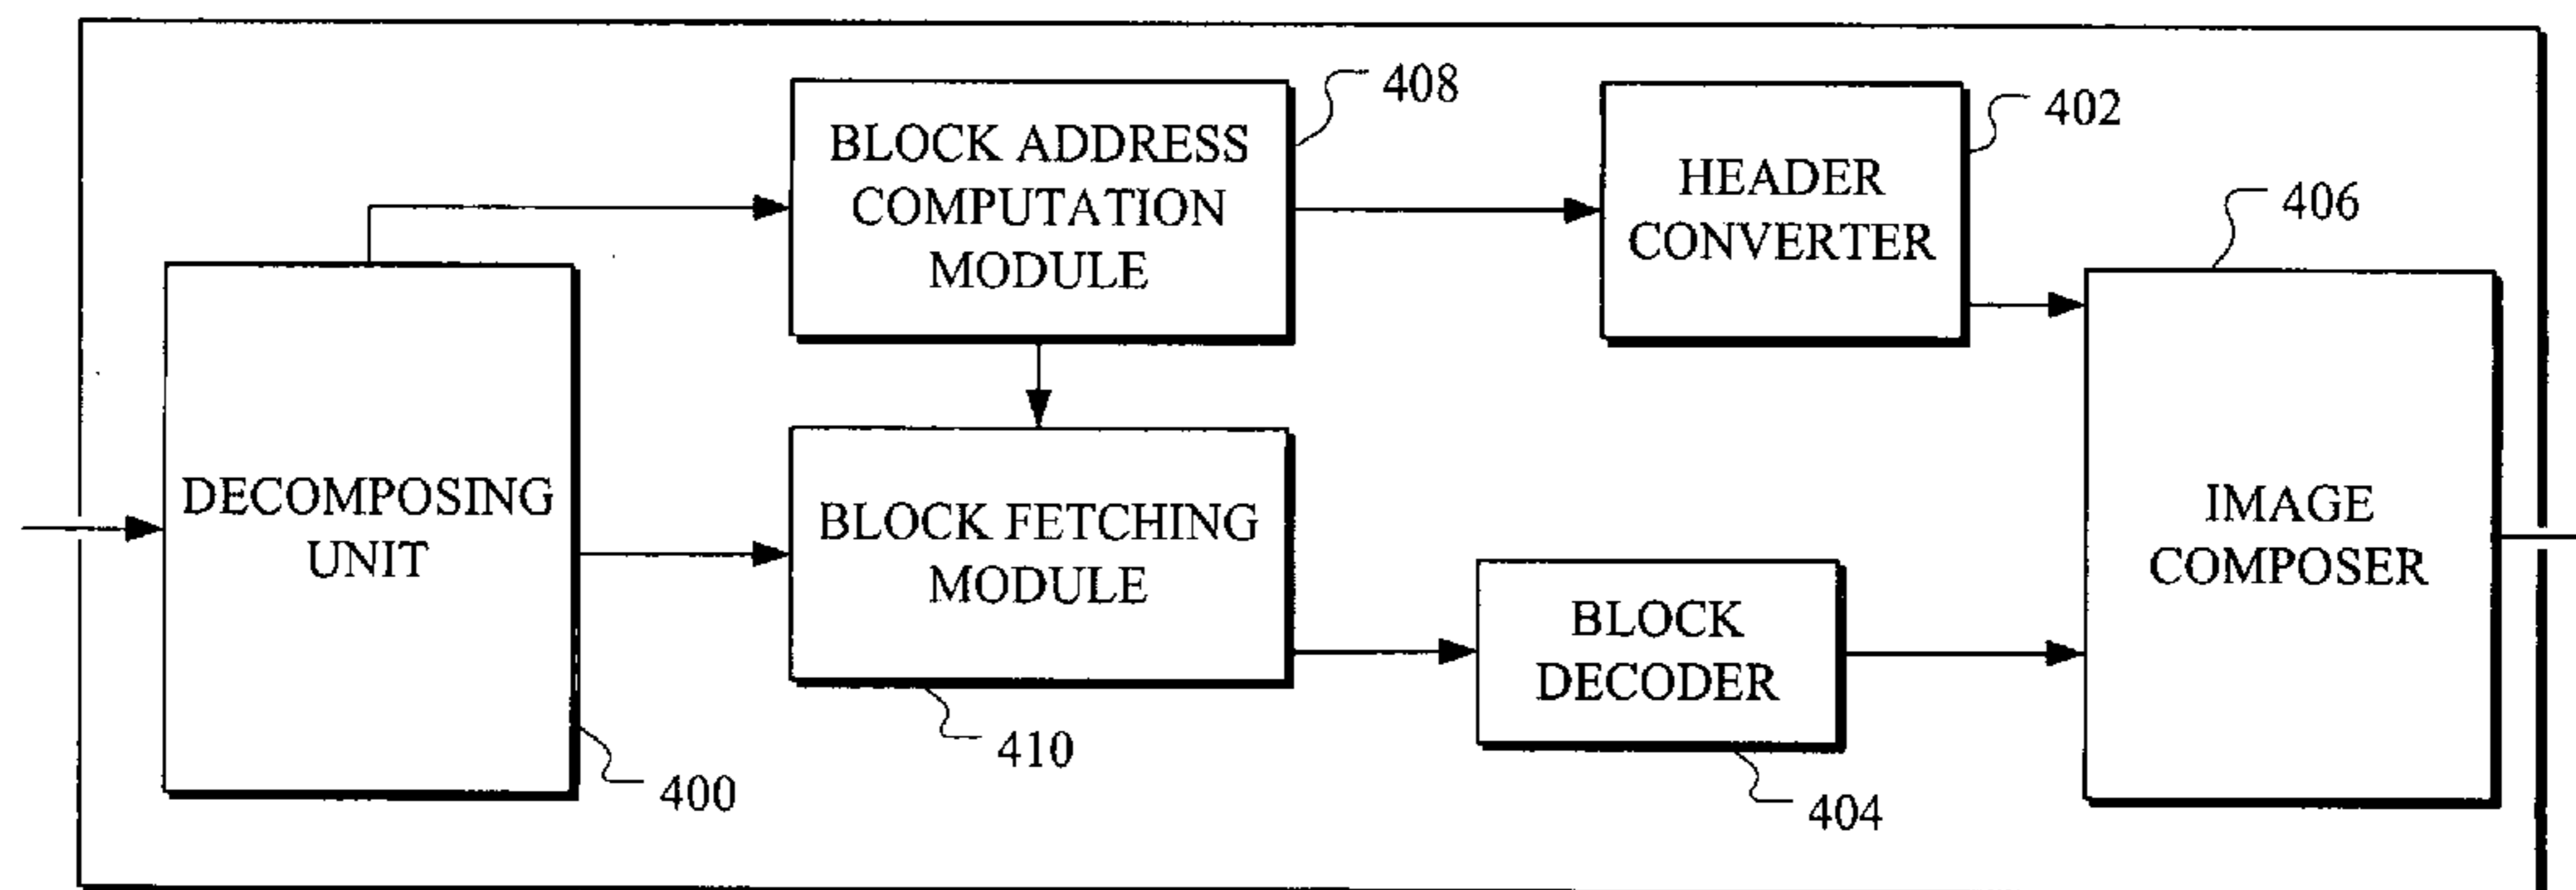 408
BLOCK ADDRESS
COMPUTATION
MODULE
402
HEADER
CONVERTER
406
DECOMPOSING
UNIT
400
BLOCK FETCHING
MODULE
410
BLOCK
DECODER
404
IMAGE
COMPOSER